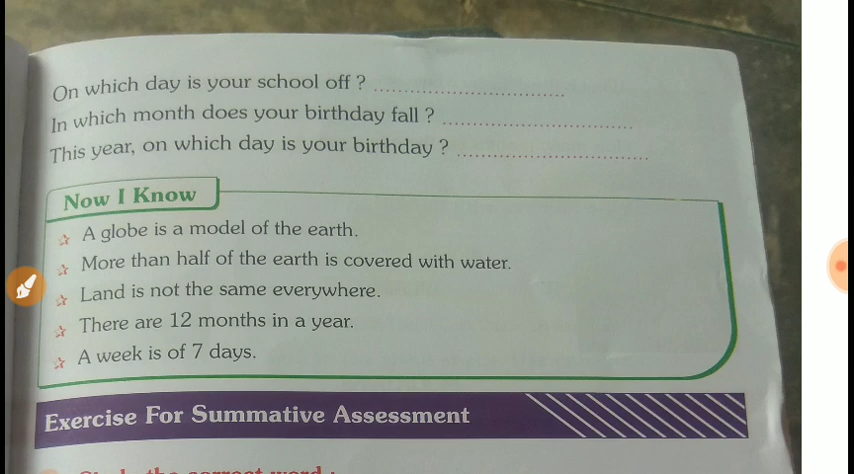 On which day is your school off ? ........................................
In which month does your birthday fall ? ........................................
This year, on which day is your birthday ? ........................................
Now I Know
☆ A globe is a model of the earth.
☆ More than half of the earth is covered with water.
☆ Land is not the same everywhere.
☆ There are 12 months in a year.
☆ A week is of 7 days.
Exercise For Summative Assessment
the correct word :